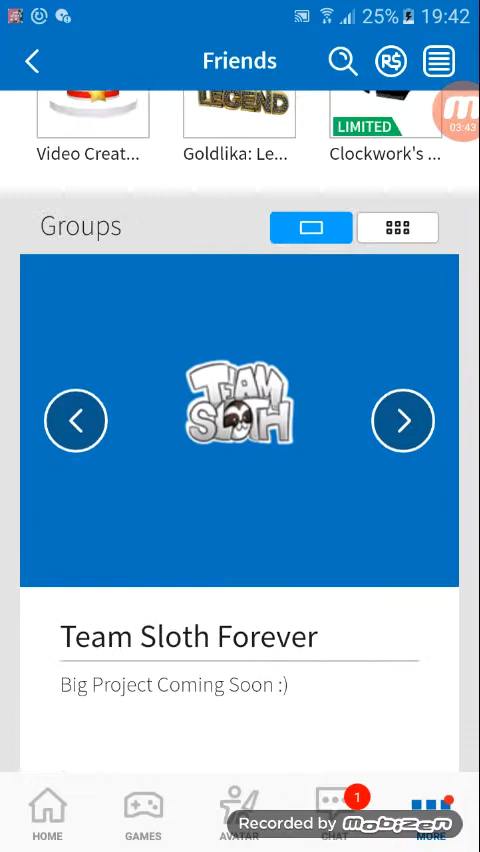 25% 19:42
Friends
R$
03:43
LEGEND
LIMITED
Video Creat...
Goldlika: Le...
Clockwork's ...
Groups
TEAM
SLOTH
Team Sloth Forever
Big Project Coming Soon :)
1
HOME
GAMES
AVATAR
CHAT
MORE
Recorded by mobizen